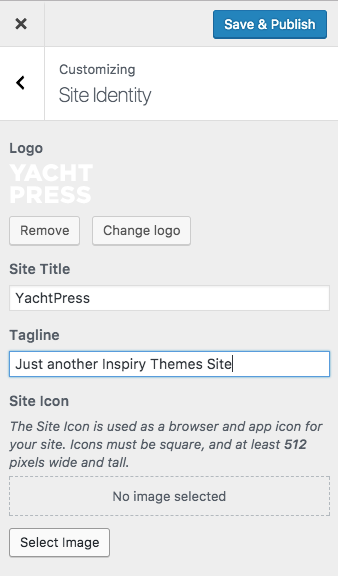 Save & Publish
Customizing
Site Identity
Logo
YACHT
PRESS
Remove
Change logo
Site Title
YachtPress
Tagline
Just another Inspiry Themes Site
Site Icon
The Site Icon is used as a browser and app icon for
your site. Icons must be square, and at least 512
pixels wide and tall.
No image selected
Select Image